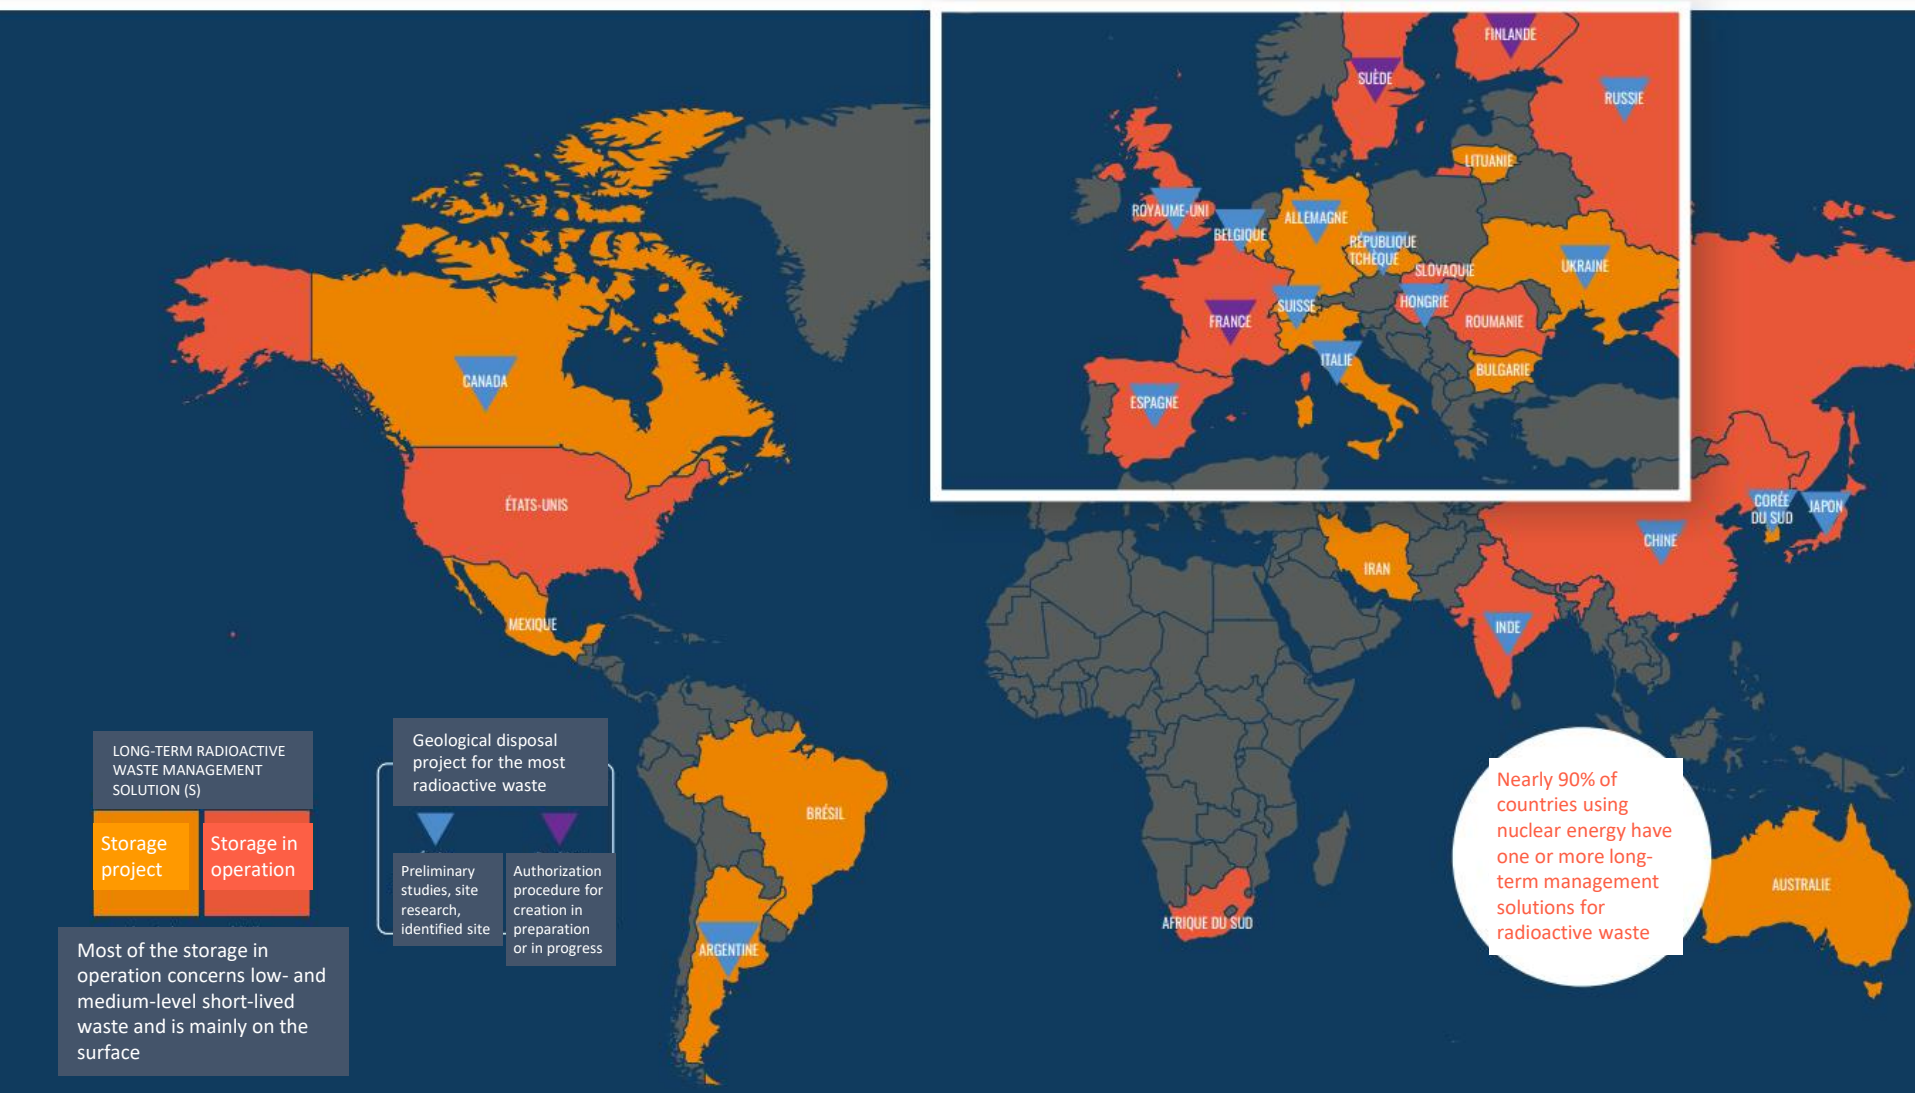 FINLANDE
SUÈDE
RUSSIE
LITUANIE
ROYAUME-UNI
BELGIQUE
ALLEMAGNE
RÉPUBLIQUE
TCHÈQUE
SLOVAQUIE
UKRAINE
SUISSE
HONGRIE
FRANCE
ROUMANIE
ITALIE
BULGARIE
ESPAGNE
CANADA
ÉTATS-UNIS
MEXIQUE
CORÉE
DU SUD
JAPON
CHINE
IRAN
INDE
BRÉSIL
ARGENTINE
AFRIQUE DU SUD
AUSTRALIE
LONG-TERM RADIOACTIVE
WASTE MANAGEMENT
SOLUTION (S)
Storage
project
Storage in
operation
Most of the storage in
operation concerns low- and
medium-level short-lived
waste and is mainly on the
surface
Geological disposal
project for the most
radioactive waste
Preliminary
studies, site
research,
identified site
Authorization
procedure for
creation in
preparation
or in progress
Nearly 90% of
countries using
nuclear energy have
one or more long-
term management
solutions for
radioactive waste